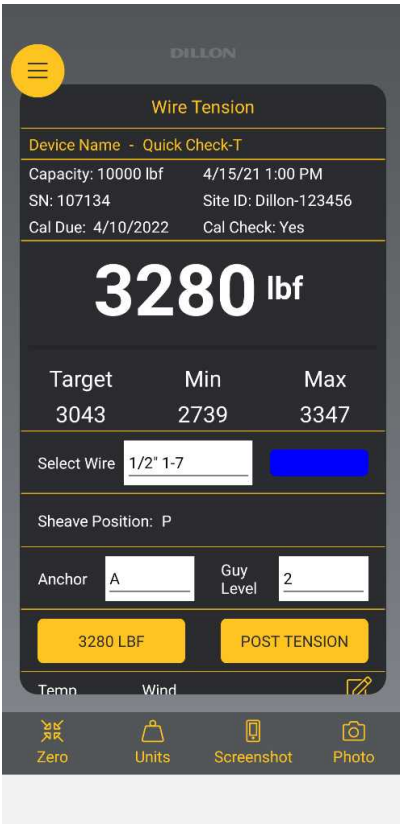 DILLON
Wire Tension
Device Name - Quick Check-T
Capacity: 10000 lbf 4/15/21 1:00 PM
SN: 107134 Site ID: Dillon-123456
Cal Due: 4/10/2022 Cal Check: Yes
3280 lbf
Target Min Max
3043 2739 3347
Select Wire 1/2" 1-7
Sheave Position: P
Anchor A Guy Level 2
3280 LBF POST TENSION
Temp Wind
Zero Units Screenshot Photo